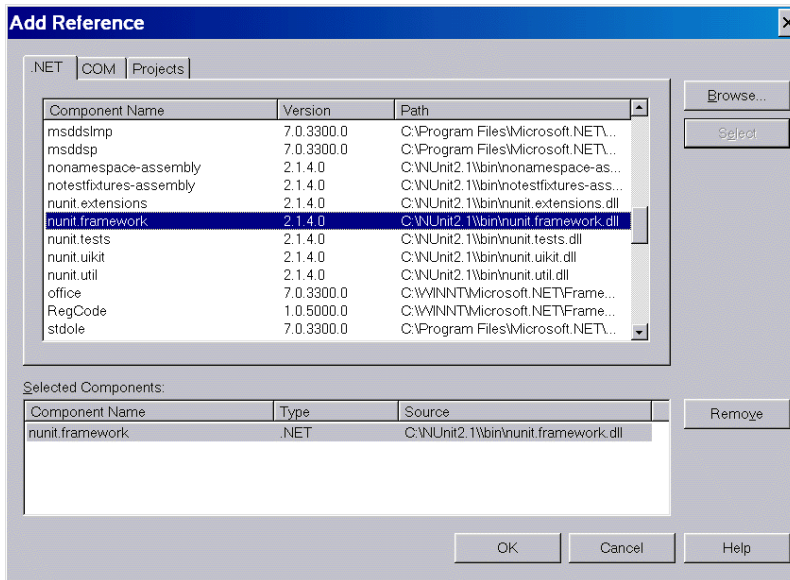 Add Reference
.NET COM Projects
Browse...
Select
Component Name Version Path
msddslmp 7.0.3300.0 C:\Program Files\Microsoft.NET\...
msddsp 7.0.3300.0 C:\Program Files\Microsoft.NET\...
nonamespace-assembly 2.1.4.0 C:\NUnit2.1\\bin\nonamespace-as...
notestfixtures-assembly 2.1.4.0 C:\NUnit2.1\\bin\notestfixtures-ass...
nunit.extensions 2.1.4.0 C:\NUnit2.1\\bin\nunit.extensions.dll
nunit.framework 2.1.4.0 C:\NUnit2.1\\bin\nunit.framework.dll
nunit.tests 2.1.4.0 C:\NUnit2.1\\bin\nunit.tests.dll
nunit.uikit 2.1.4.0 C:\NUnit2.1\\bin\nunit.uikit.dll
nunit.util 2.1.4.0 C:\NUnit2.1\\bin\nunit.util.dll
office 7.0.3300.0 C:\WINNT\Microsoft.NET\Frame...
RegCode 1.0.5000.0 C:\WINNT\Microsoft.NET\Frame...
stdole 7.0.3300.0 C:\Program Files\Microsoft.NET\...
Selected Components:
Component Name Type Source
Remove
nunit.framework .NET C:\NUnit2.1\\bin\nunit.framework.dll
OK Cancel Help